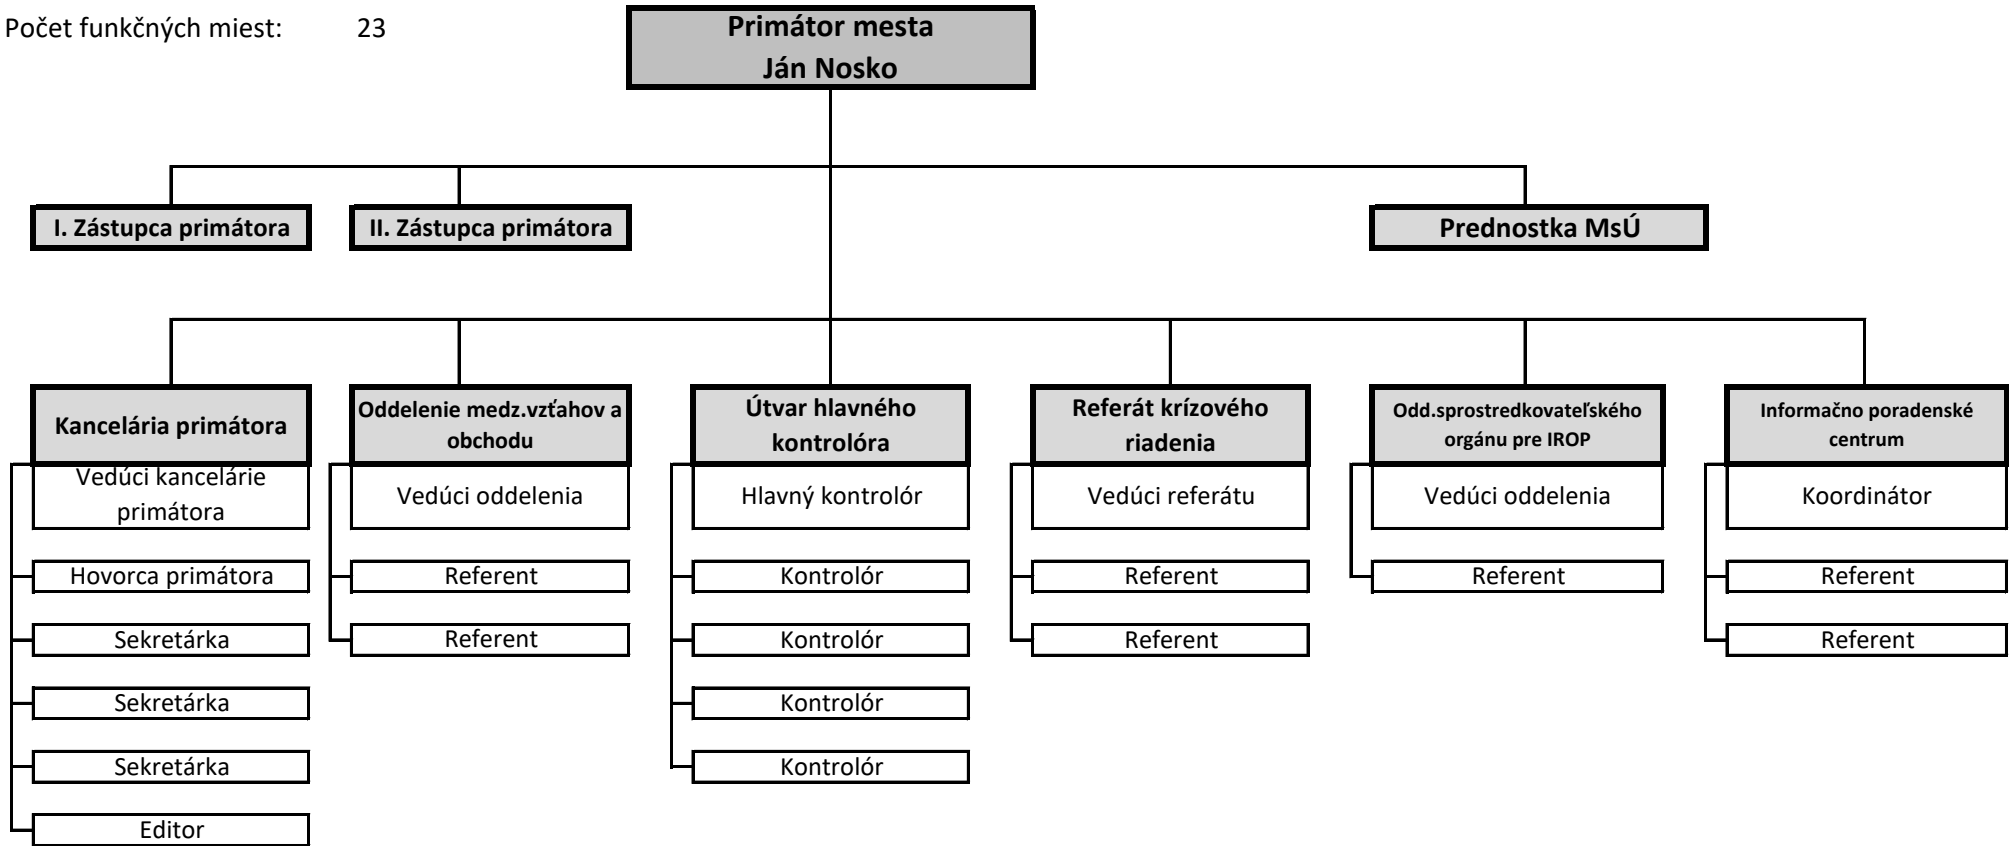 Počet funkčných miest: 23
Primátor mesta
Ján Nosko
I. Zástupca primátora
II. Zástupca primátora
Prednostka MsÚ
Kancelária primátora
Vedúci kancelárie
primátora
Hovorca primátora
Sekretárka
Sekretárka
Sekretárka
Editor
Oddelenie medz.vzťahov a
obchodu
Vedúci oddelenia
Referent
Referent
Útvar hlavného
kontrolóra
Hlavný kontrolór
Kontrolór
Kontrolór
Kontrolór
Kontrolór
Referát krízového
riadenia
Vedúci referátu
Referent
Referent
Odd.sprostredkovateľského
orgánu pre IROP
Vedúci oddelenia
Referent
Informačno poradenské
centrum
Koordinátor
Referent
Referent